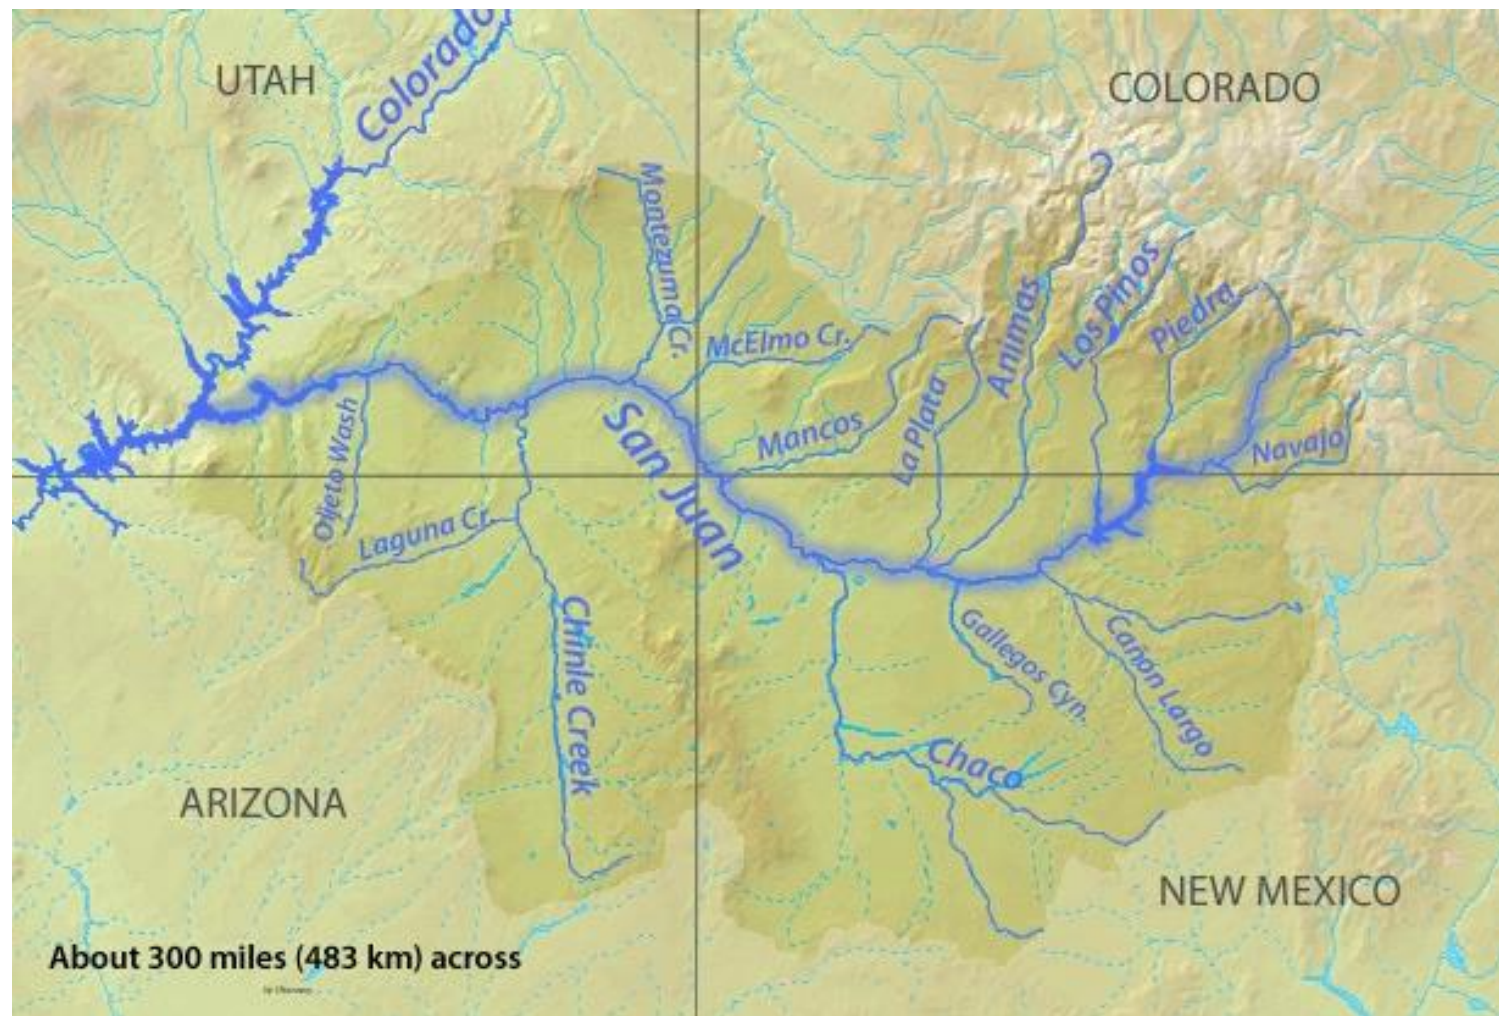 UTAH
Colorado
COLORADO
Montezuma Cr.
McElmo Cr.
Animas
Los Pinos
Piedra
Oljeto Wash
San Juan
Mancos
La Plata
Navajo
Laguna Cr.
Chinle Creek
Gallegos Cyn.
Canon Largo
Chaco
ARIZONA
NEW MEXICO
About 300 miles (483 km) across